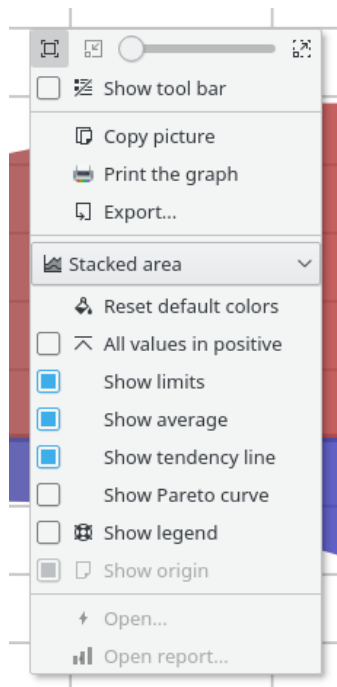 Show tool bar
Copy picture
Print the graph
Export...
Stacked area
Reset default colors
All values in positive
Show limits
Show average
Show tendency line
Show Pareto curve
Show legend
Show origin
Open...
Open report...